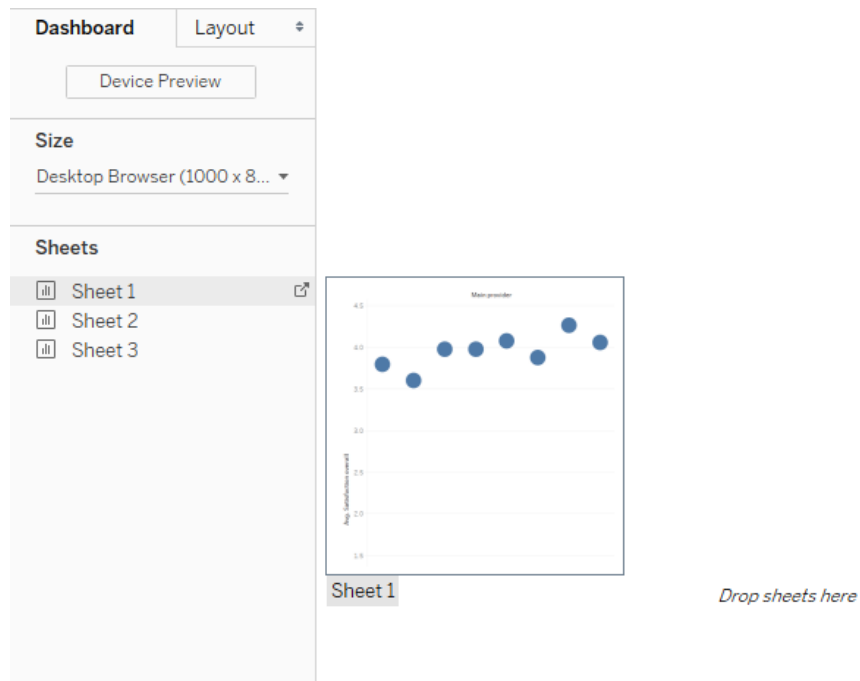 Dashboard
Layout
Device Preview
Size
Desktop Browser (1000 x 8...
Sheets
Sheet 1
Sheet 2
Sheet 3
Main provider
4.5
4.0
3.5
3.0
2.5
2.0
1.5
Avg. Satisfaction overall
Sheet 1
Drop sheets here